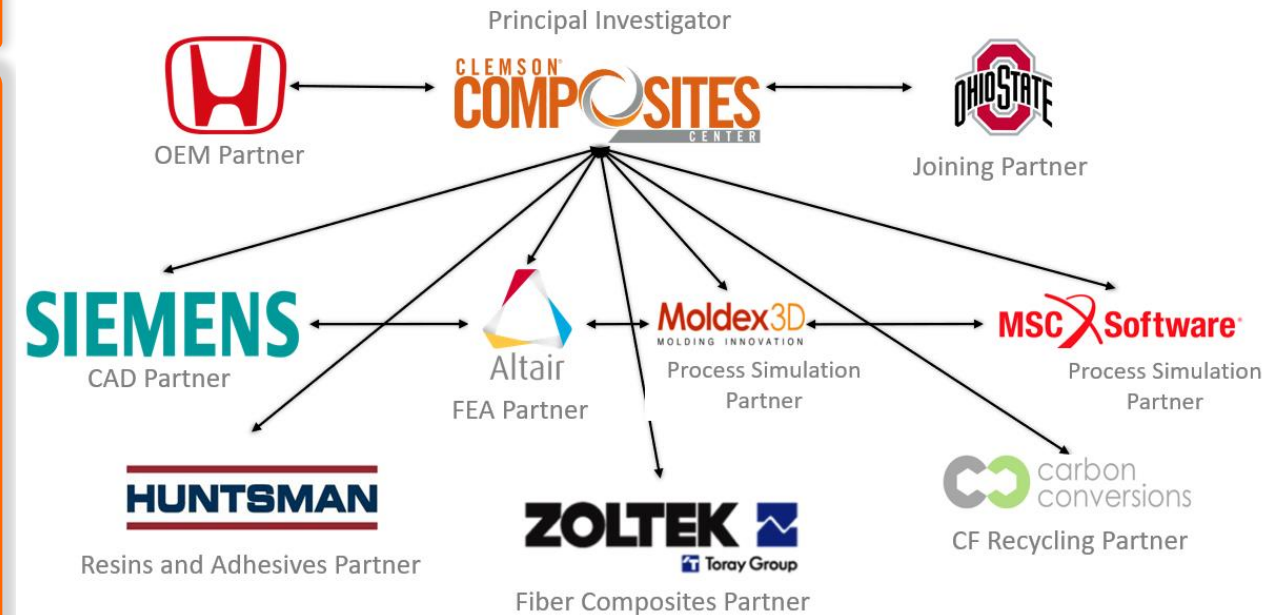 Principal Investigator
CLEMSON
COMPOSITES
CENTER
OEM Partner
OHIO STATE
Joining Partner
SIEMENS
CAD Partner
Altair
FEA Partner
Moldex3D
MOLDING INNOVATION
Process Simulation
Partner
MSC Software
Process Simulation
Partner
HUNTSMAN
Resins and Adhesives Partner
ZOLTEK
Toray Group
Fiber Composites Partner
carbon
conversions
CF Recycling Partner